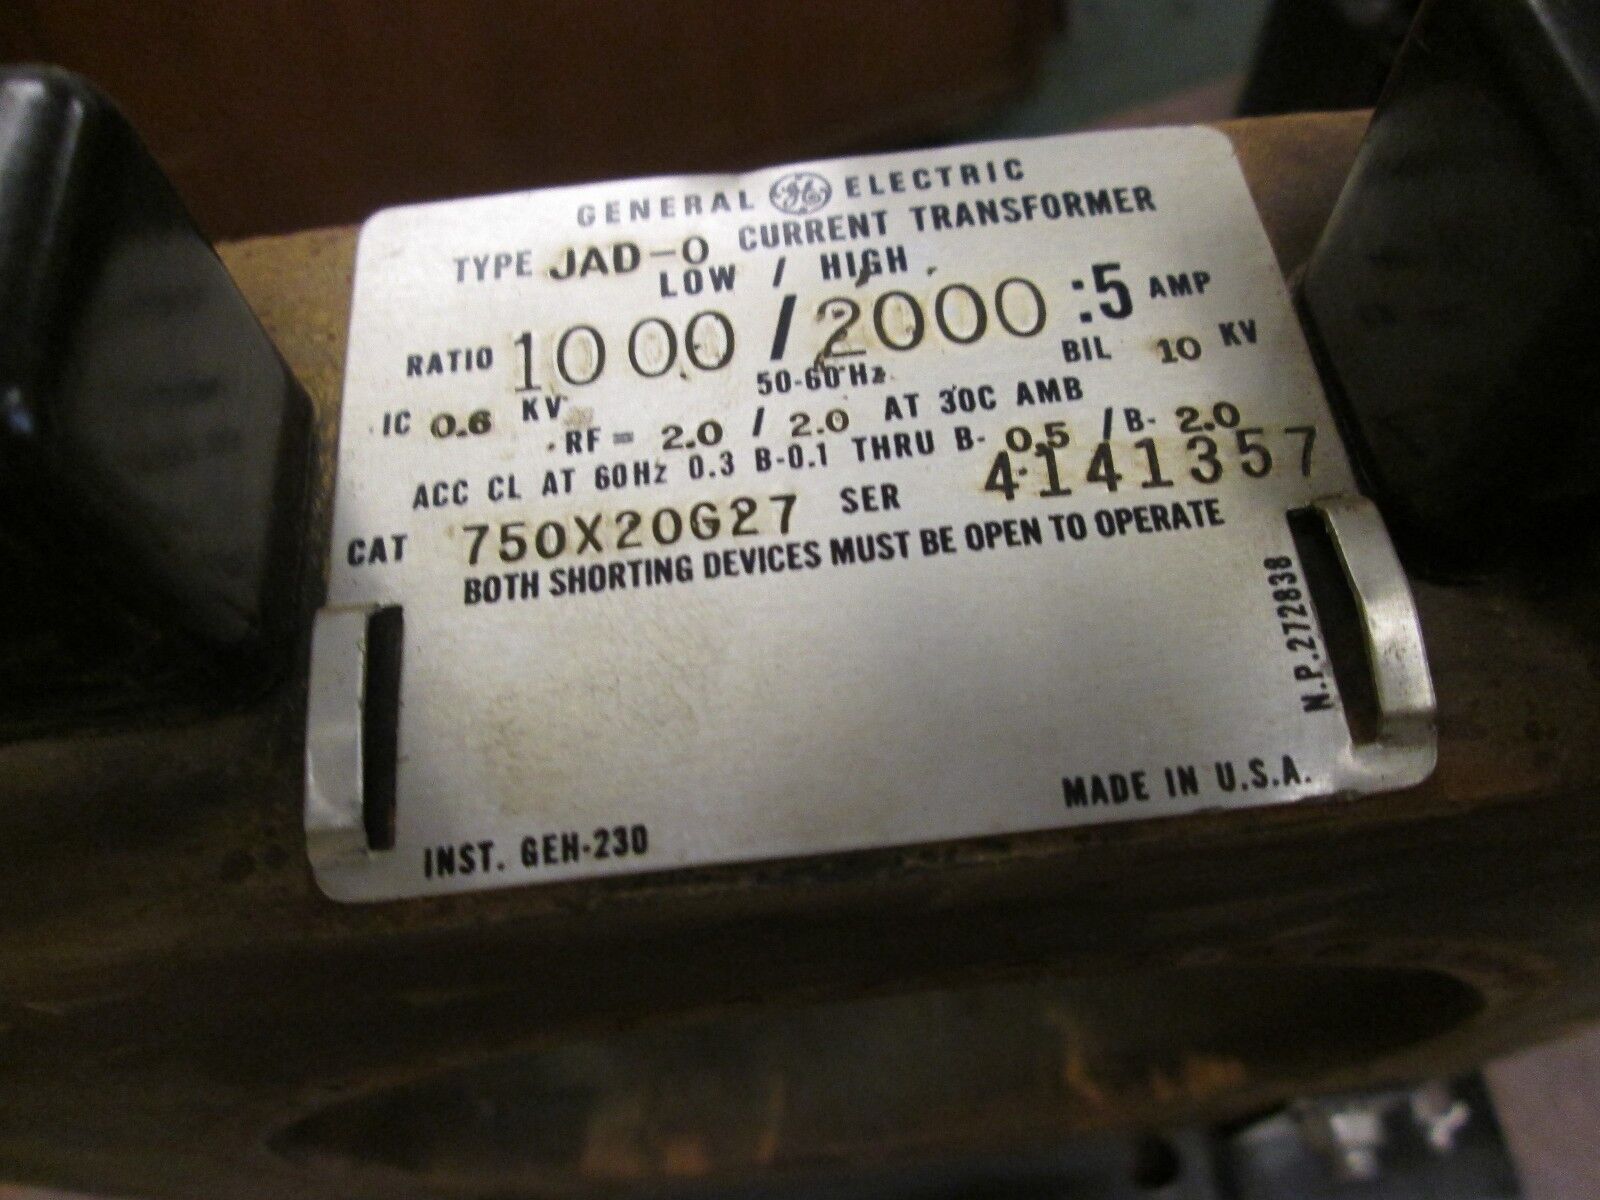 GENERAL GE ELECTRIC
TYPE JAD-0 CURRENT TRANSFORMER
LOW / HIGH
RATIO 1000 / 2000 :5 AMP
IC 0.6 KV 50-60 Hz BIL 10 KV
RF = 2.0 / 2.0 AT 30C AMB
ACC CL AT 60Hz 0.3 B-0.1 THRU B- 0.5 / B- 2.0
CAT 750X20G27 SER 4141357
BOTH SHORTING DEVICES MUST BE OPEN TO OPERATE
N.P.272838
MADE IN U.S.A.
INST. GEH-230